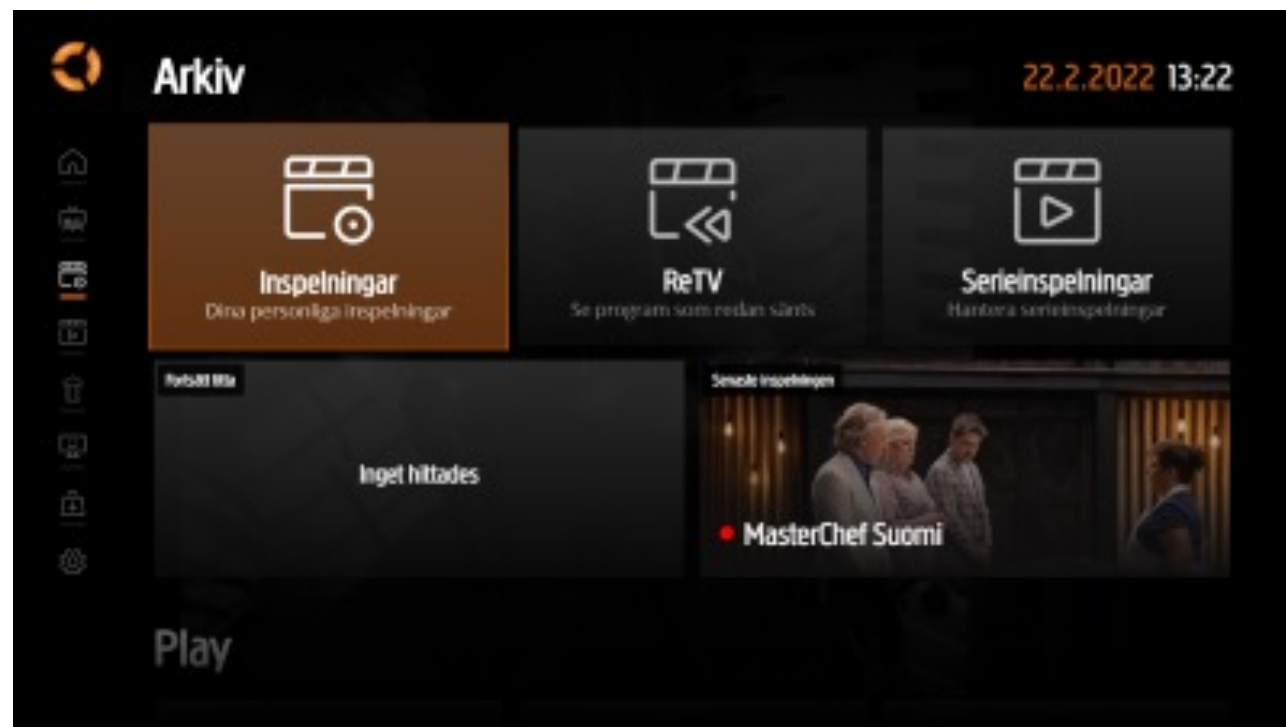 Arkiv
22.2.2022 13:22
Inspelningar
Dina personliga inspelningar
ReTV
Se program som redan sänts
Serieinspelningar
Hantera serieinspelningar
Fortsätt titta
Inget hittades
Senaste inspelningen
MasterChef Suomi
Play